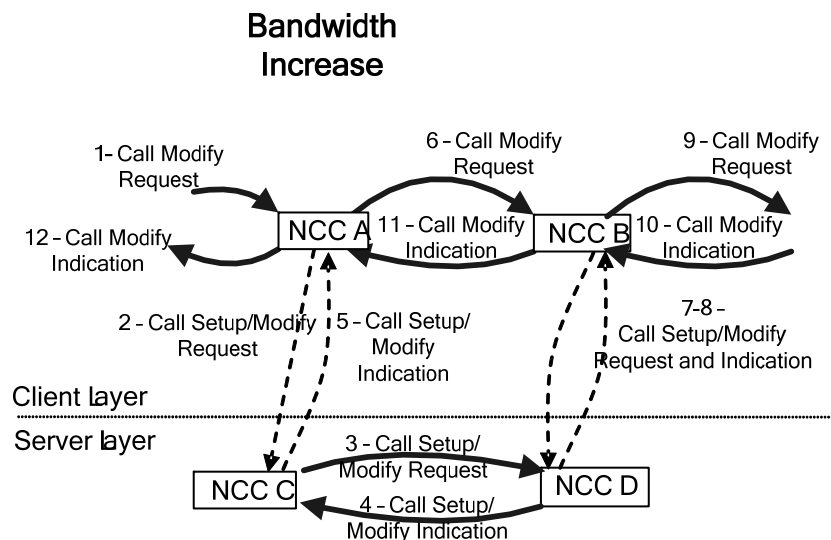 Bandwidth
Increase
1- Call Modify
Request
6 - Call Modify
Request
9 - Call Modify
Request
NCC A
11 - Call Modify
Indication
NCC B
10 - Call Modify
Indication
12 - Call Modify
Indication
2 - Call Setup/Modify
Request
5 - Call Setup/
Modify
Indication
7-8 -
Call Setup/Modify
Request and Indication
Client Layer
Server Layer
3 - Call Setup/
Modify Request
NCC C
NCC D
4 - Call Setup/
Modify Indication